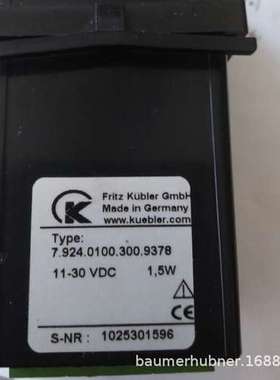 Fritz Kübler GmbH
Made in Germany
www.kuebler.com
K
Type:
7.924.0100.300.9378
11-30 VDC 1,5W
CE
S-NR : 1025301596
baumerhubner.1688